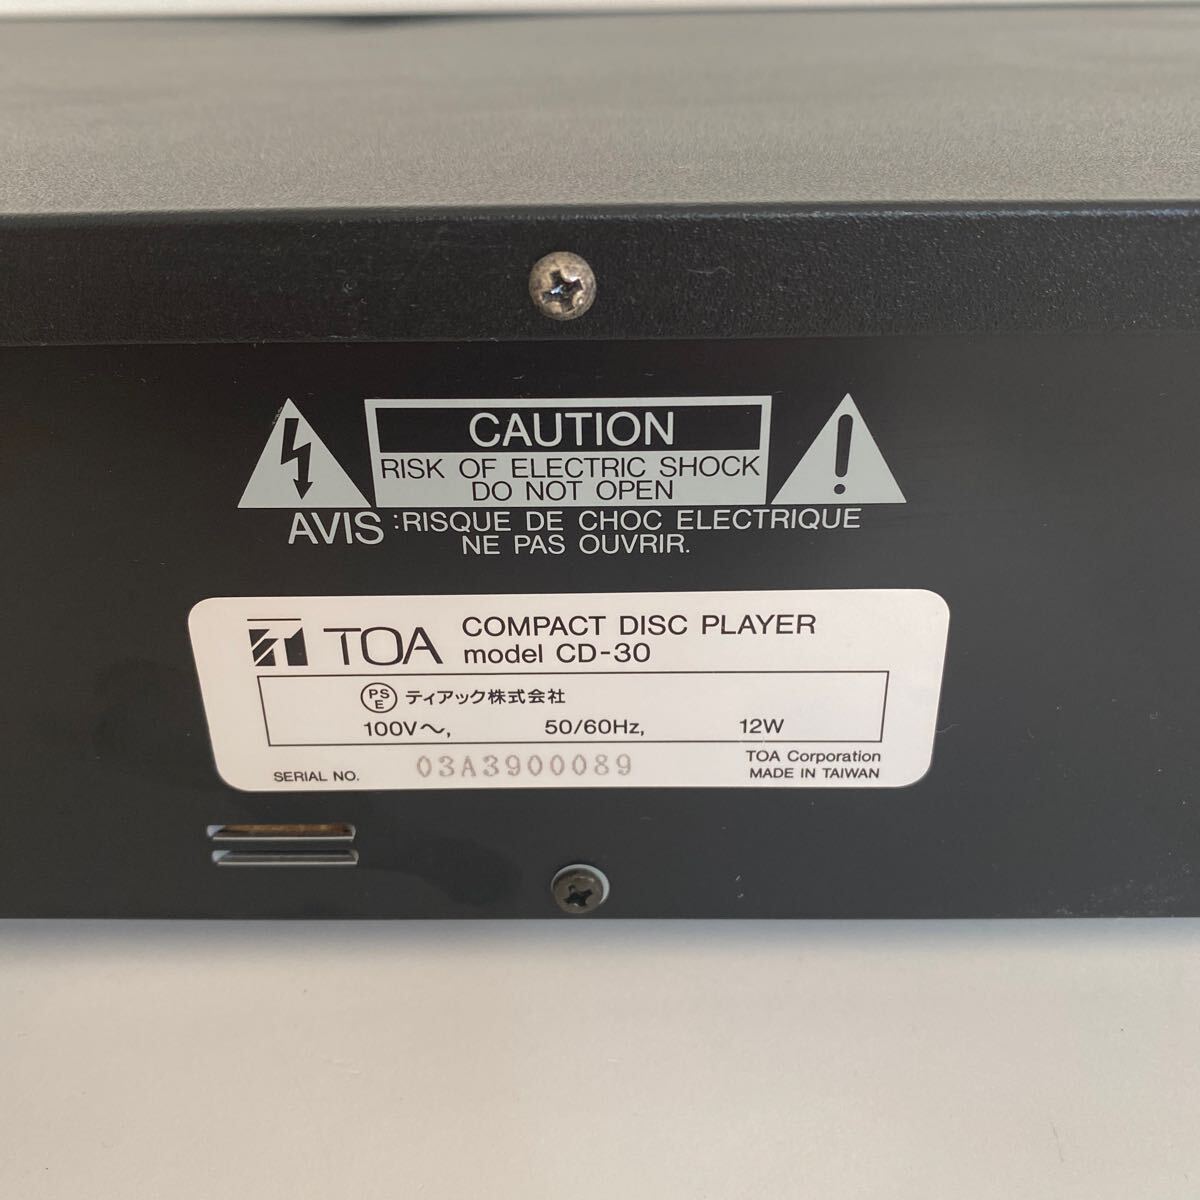 CAUTION
RISK OF ELECTRIC SHOCK
DO NOT OPEN
AVIS :RISQUE DE CHOC ELECTRIQUE
NE PAS OUVRIR.
TOA COMPACT DISC PLAYER
model CD-30
PSE ティアック株式会社
100V～, 50/60Hz, 12W
SERIAL NO. 03A3900089
TOA Corporation
MADE IN TAIWAN